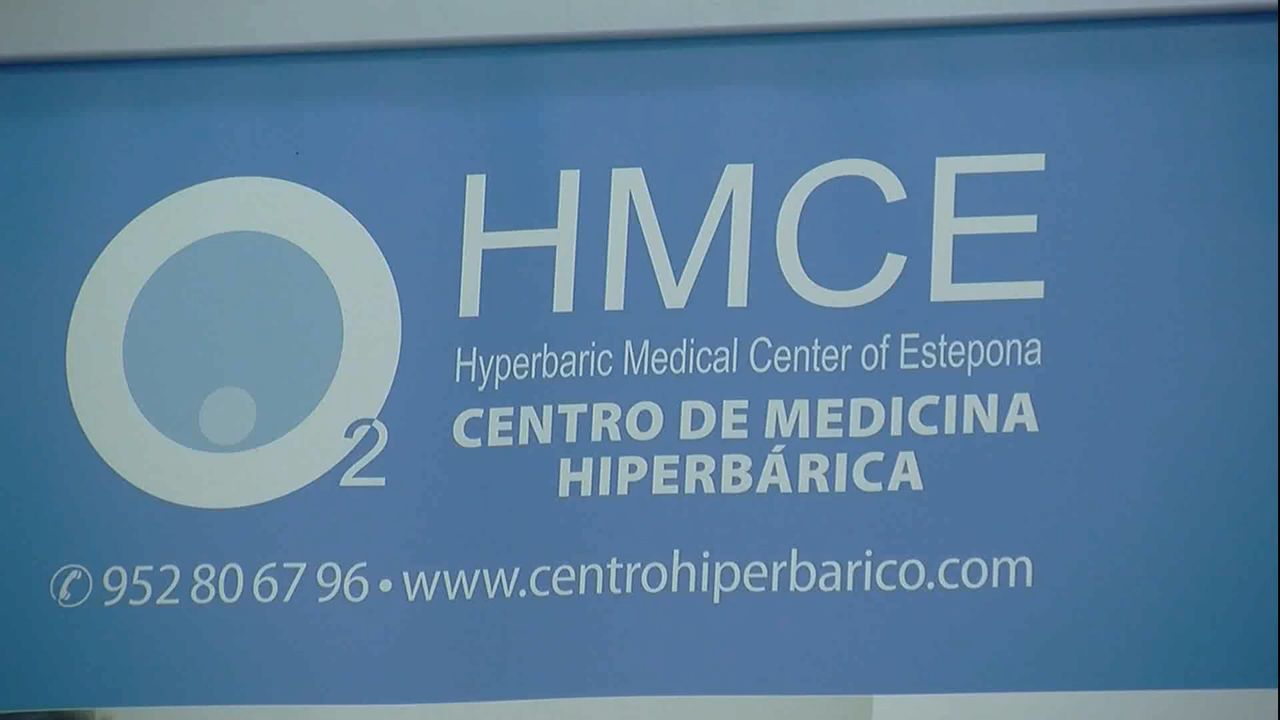 O2
HMCE
Hyperbaric Medical Center of Estepona
CENTRO DE MEDICINA
HIPERBÁRICA
✆ 952 80 67 96 • www.centrohiperbarico.com